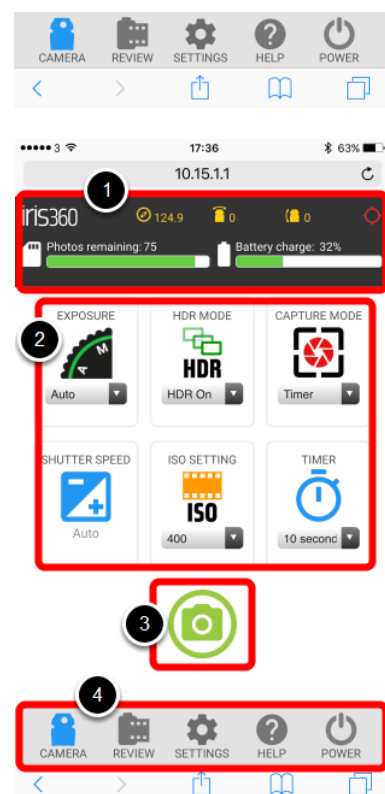 CAMERA REVIEW SETTINGS HELP POWER
3 17:36 63%
10.15.1.1
1
iris360 124.9 0 0
Photos remaining: 75 Battery charge: 32%
2
EXPOSURE HDR MODE CAPTURE MODE
A M HDR
Auto HDR On Timer
SHUTTER SPEED ISO SETTING TIMER
ISO
Auto 400 10 second
3
4
CAMERA REVIEW SETTINGS HELP POWER